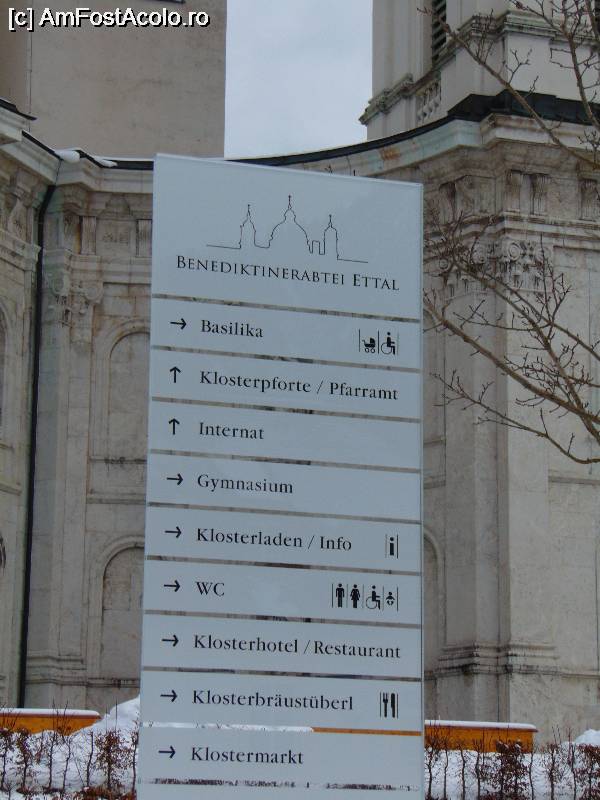 [c] AmFostAcolo.ro
BENEDIKTINERABTEI ETTAL
→ Basilika
↑ Klosterpforte / Pfarramt
↑ Internat
→ Gymnasium
→ Klosterladen / Info i
→ WC
→ Klosterhotel / Restaurant
→ Klosterbräustüberl
→ Klostermarkt